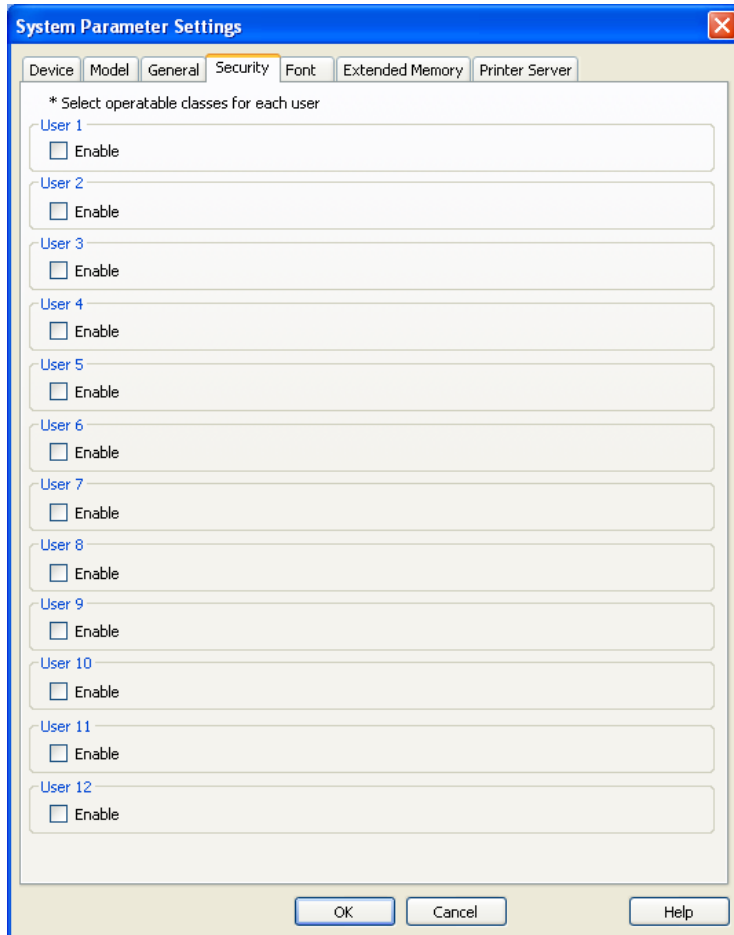 System Parameter Settings
Device Model General Security Font Extended Memory Printer Server
* Select operatable classes for each user
User 1
Enable
User 2
Enable
User 3
Enable
User 4
Enable
User 5
Enable
User 6
Enable
User 7
Enable
User 8
Enable
User 9
Enable
User 10
Enable
User 11
Enable
User 12
Enable
OK Cancel Help